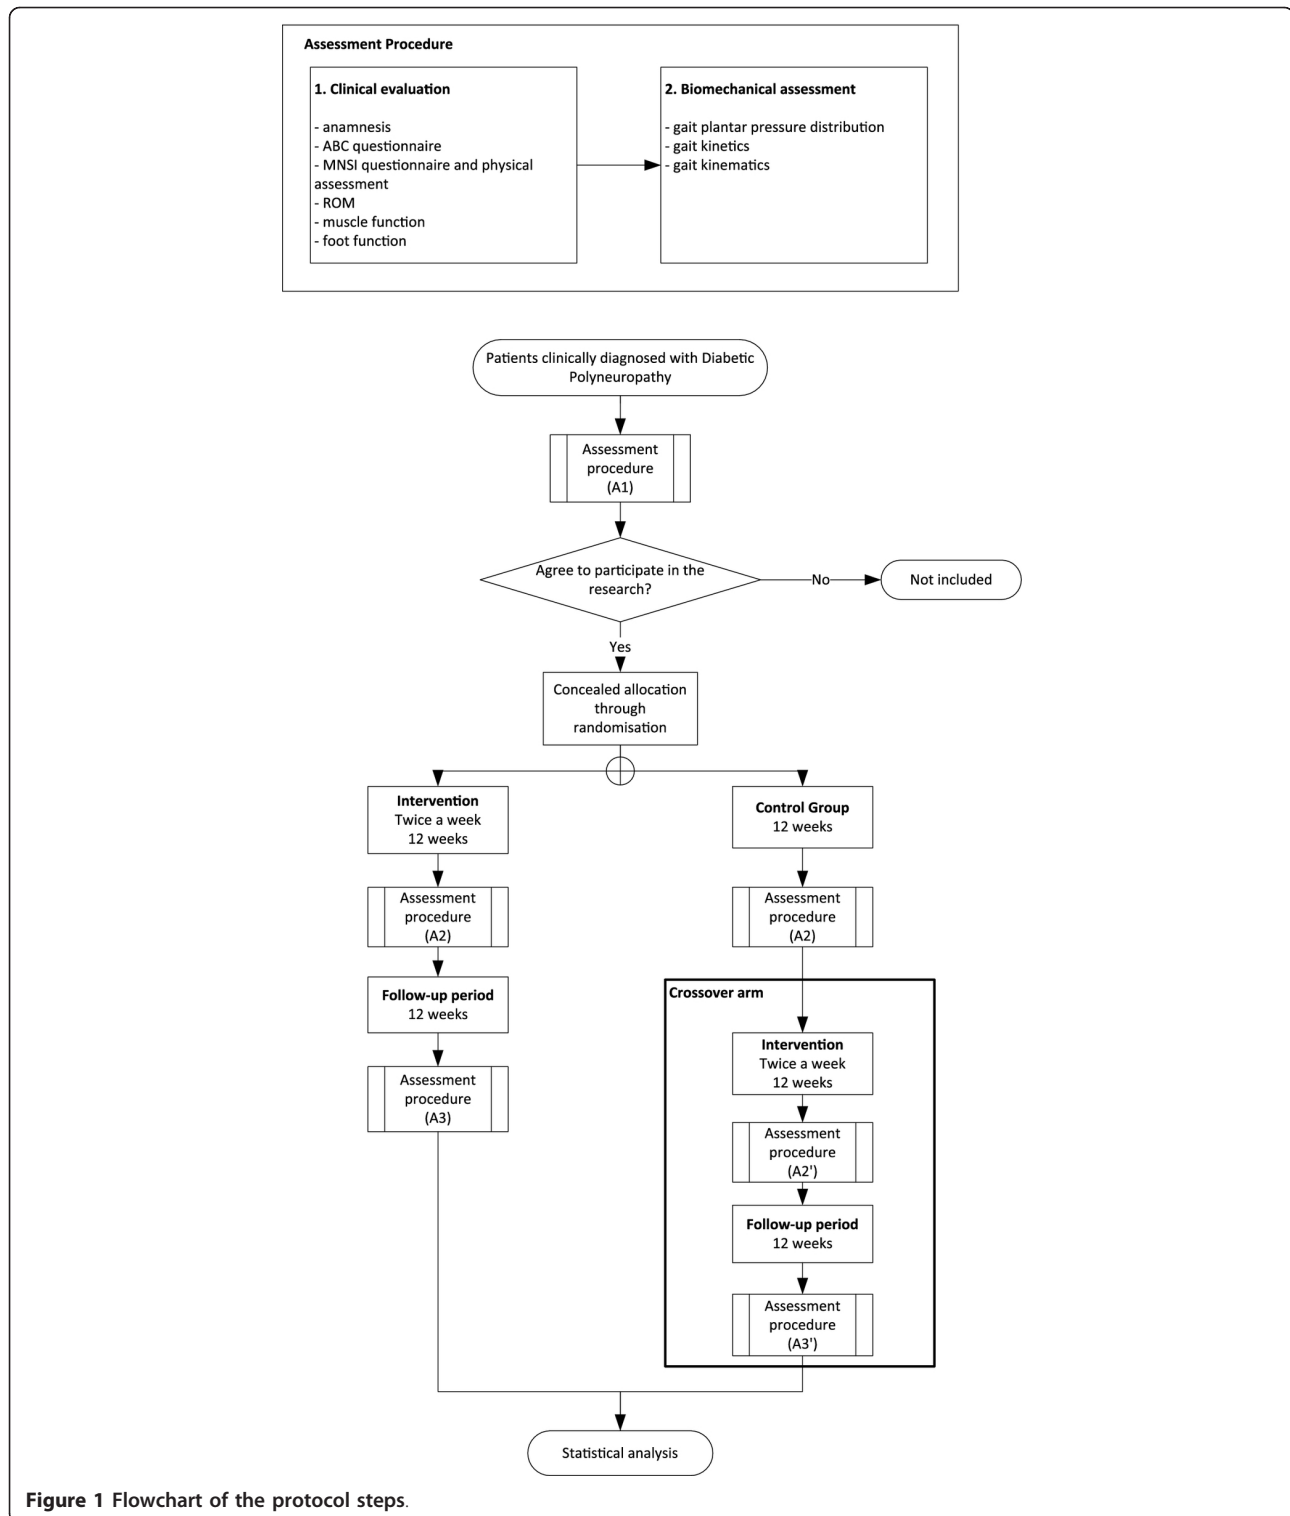 Assessment Procedure
1. Clinical evaluation
- anamnesis
- ABC questionnaire
- MNSI questionnaire and physical
assessment
- ROM
- muscle function
- foot function
2. Biomechanical assessment
- gait plantar pressure distribution
- gait kinetics
- gait kinematics
Patients clinically diagnosed with Diabetic
Polyneuropathy
Assessment
procedure
(A1)
Agree to participate in the
research?
No
Not included
Yes
Concealed allocation
through
randomisation
Intervention
Twice a week
12 weeks
Assessment
procedure
(A2)
Follow-up period
12 weeks
Assessment
procedure
(A3)
Control Group
12 weeks
Assessment
procedure
(A2)
Crossover arm
Intervention
Twice a week
12 weeks
Assessment
procedure
(A2')
Follow-up period
12 weeks
Assessment
procedure
(A3')
Statistical analysis
Figure 1 Flowchart of the protocol steps.